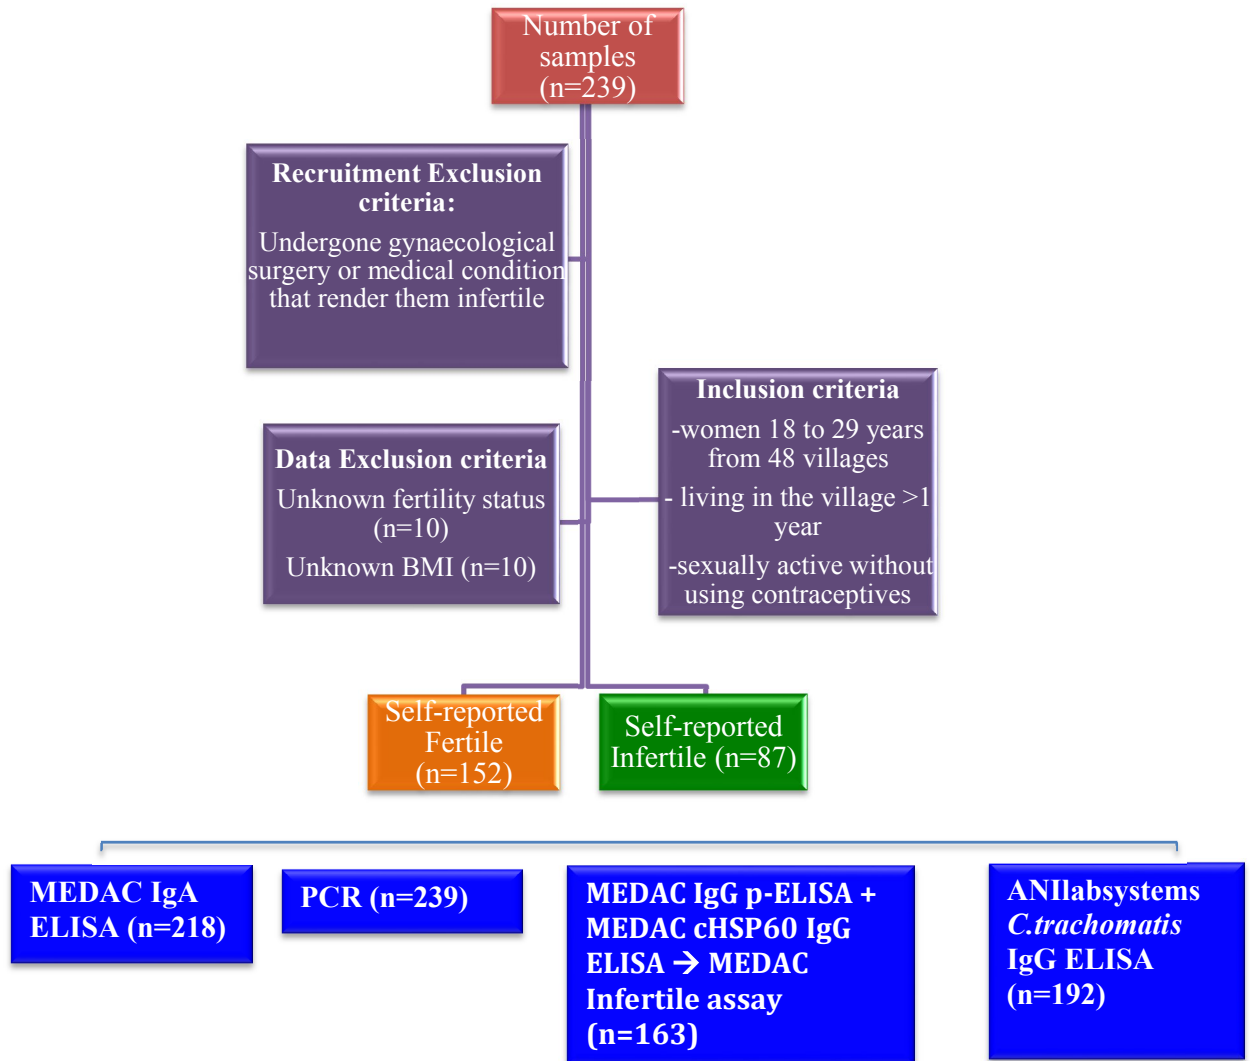 Number of
samples
(n=239)
Recruitment Exclusion
criteria:
Undergone gynaecological
surgery or medical condition
that render them infertile
Inclusion criteria
-women 18 to 29 years
from 48 villages
- living in the village >1
year
-sexually active without
using contraceptives
Data Exclusion criteria
Unknown fertility status
(n=10)
Unknown BMI (n=10)
Self-reported
Fertile
(n=152)
Self-reported
Infertile (n=87)
MEDAC IgA
ELISA (n=218)
PCR (n=239)
MEDAC IgG p-ELISA +
MEDAC cHSP60 IgG
ELISA → MEDAC
Infertile assay
(n=163)
ANIlabsystems
C.trachomatis
IgG ELISA
(n=192)